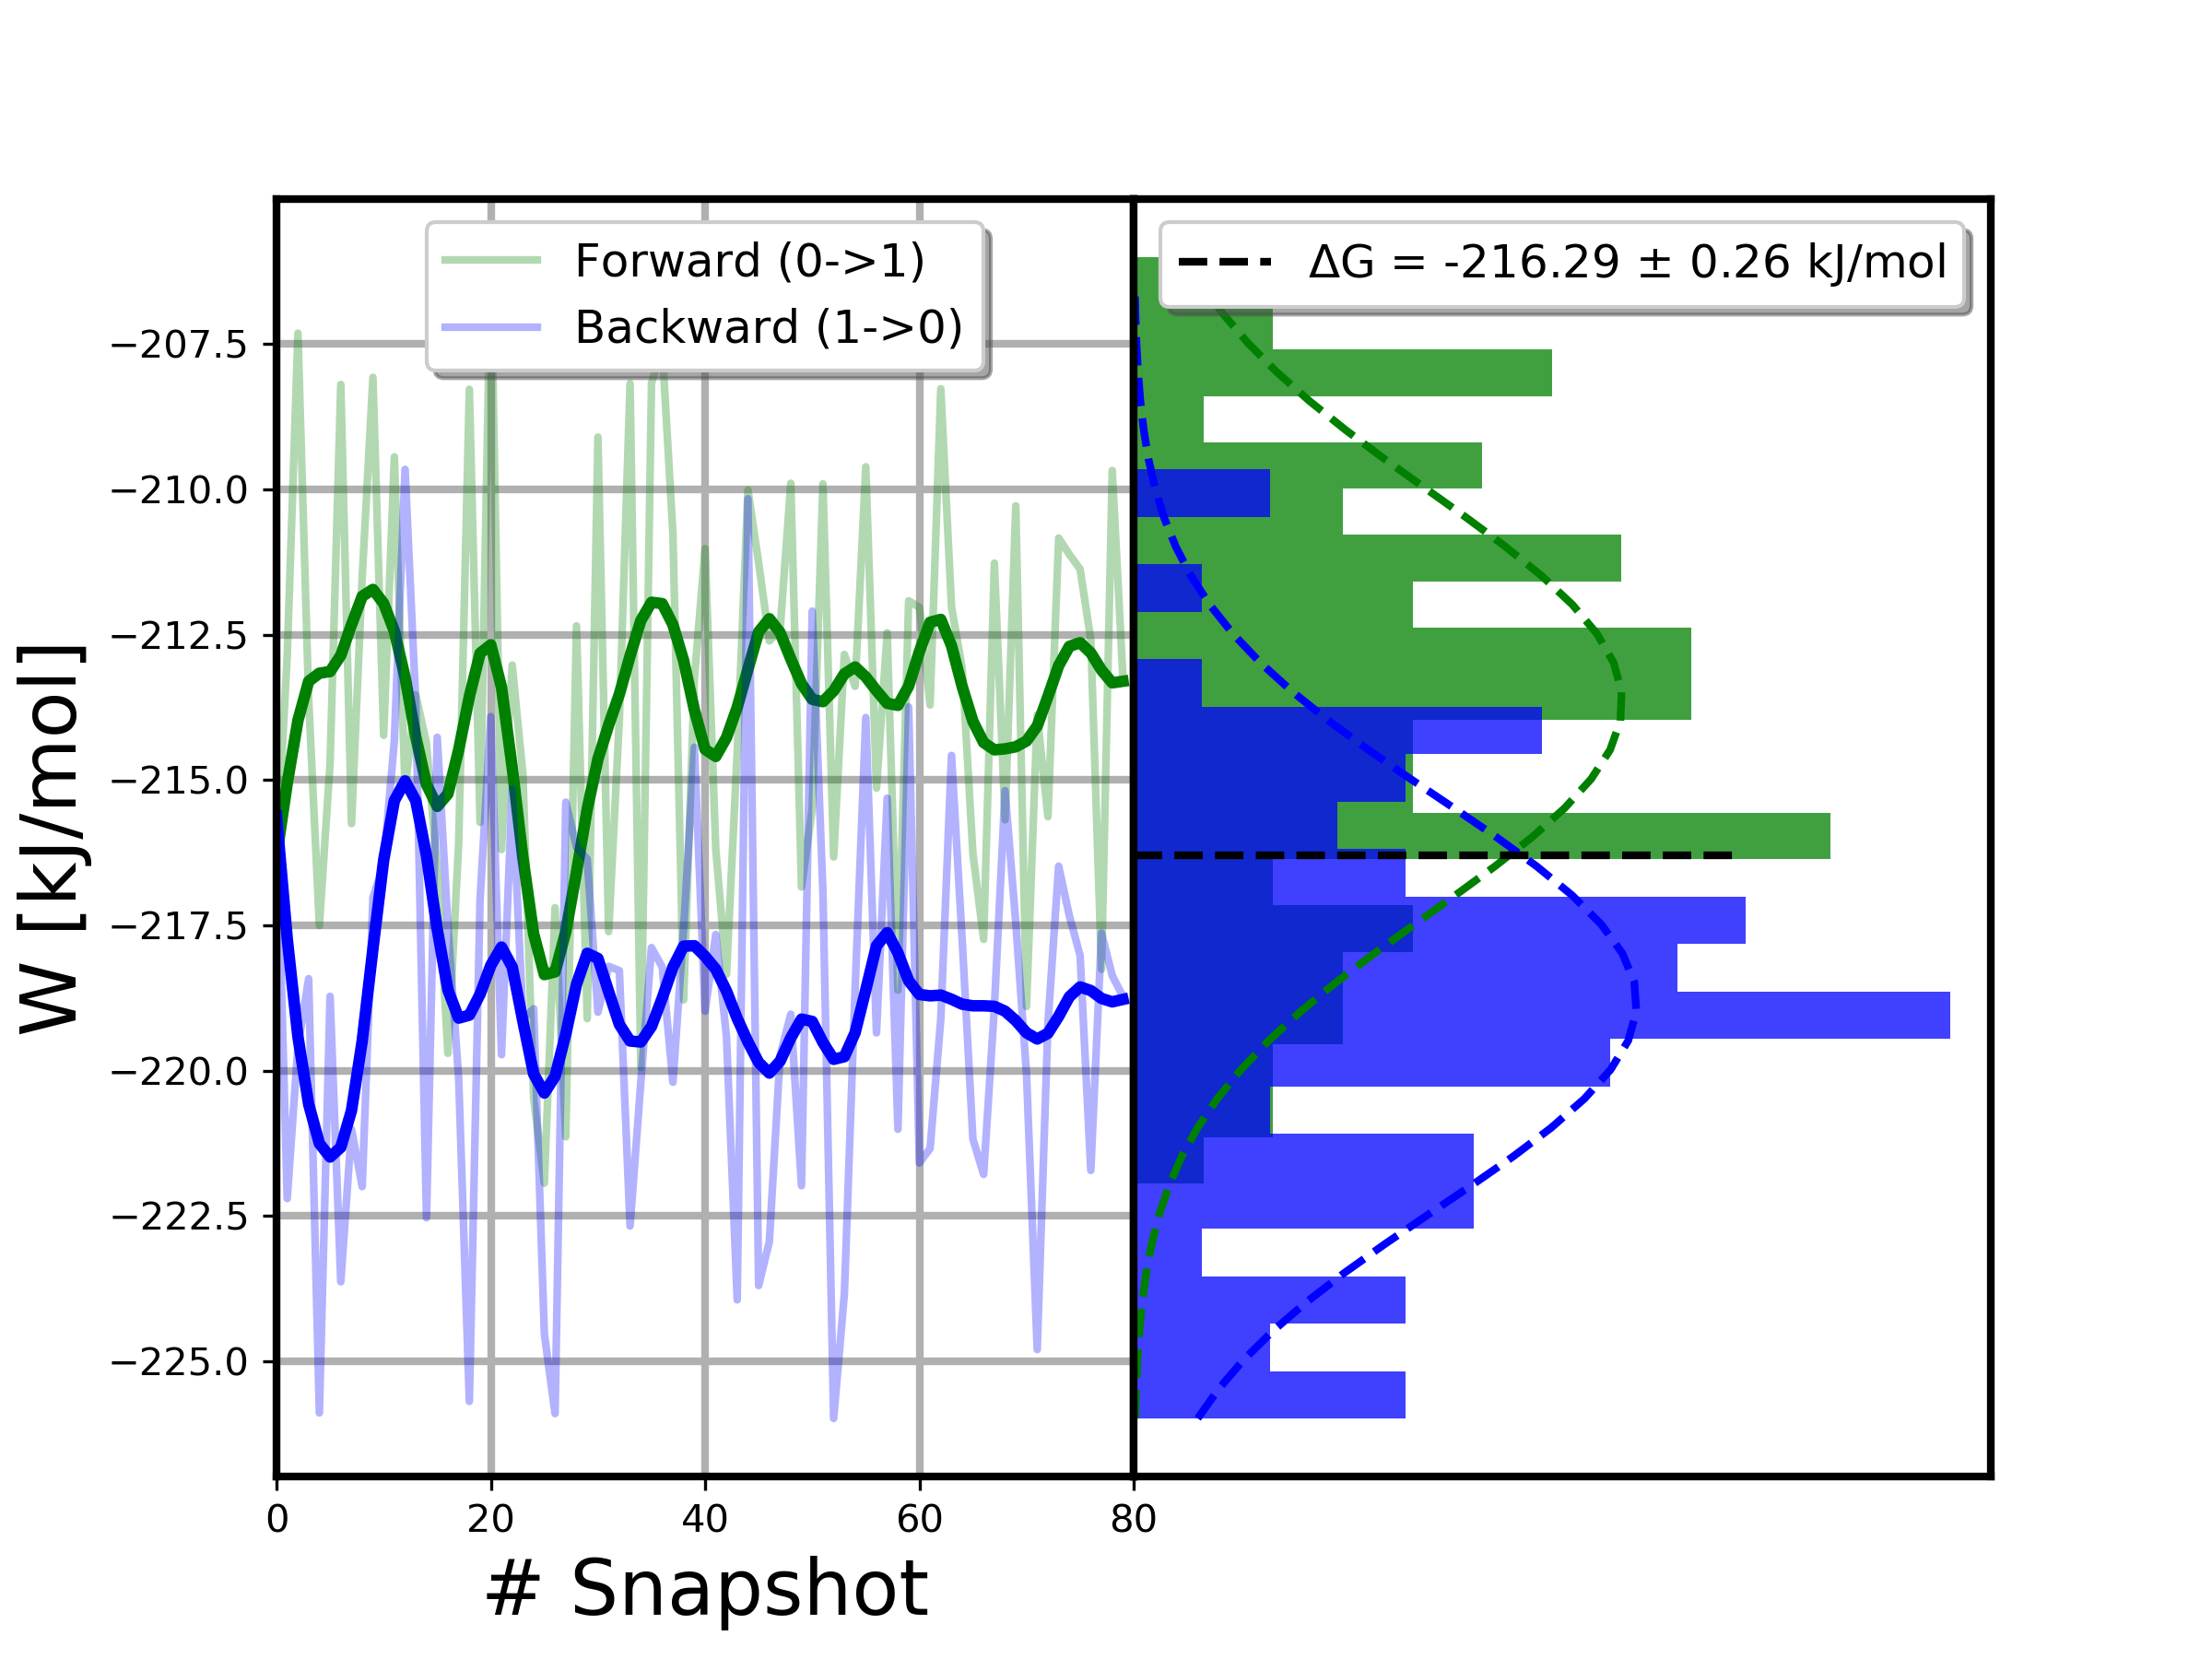 Forward (0->1)
Backward (1->0)
ΔG = -216.29 ± 0.26 kJ/mol
W [kJ/mol]
−207.5
−210.0
−212.5
−215.0
−217.5
−220.0
−222.5
−225.0
0 20 40 60 80
# Snapshot